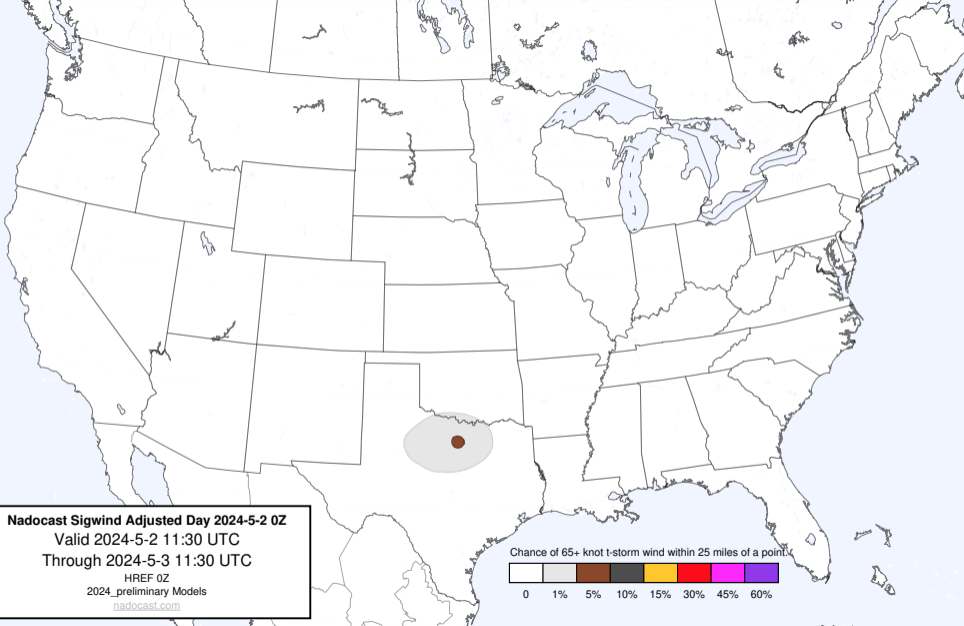 Nadocast Sigwind Adjusted Day 2024-5-2 0Z
Valid 2024-5-2 11:30 UTC
Through 2024-5-3 11:30 UTC
HREF 0Z
2024_preliminary Models
nadocast.com
Chance of 65+ knot t-storm wind within 25 miles of a point.
0 1% 5% 10% 15% 30% 45% 60%